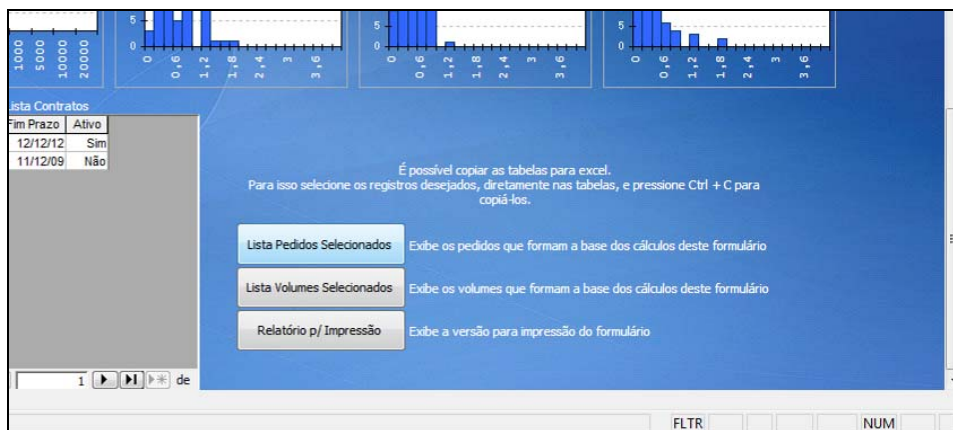 5
0
1000
5000
10000
20000
0
0,6
1,2
1,8
2,4
3
3,6
5
0
0
0,6
1,2
1,8
2,4
3
3,6
5
0
0
0,6
1,2
1,8
2,4
3
3,6
Lista Contratos
Fim Prazo Ativo
12/12/12 Sim
11/12/09 Não
É possível copiar as tabelas para excel.
Para isso selecione os registros desejados, diretamente nas tabelas, e pressione Ctrl + C para
copiá-los.
Lista Pedidos Selecionados Exibe os pedidos que formam a base dos cálculos deste formulário
Lista Volumes Selecionados Exibe os volumes que formam a base dos cálculos deste formulário
Relatório p/ Impressão Exibe a versão para impressão do formulário
1 de
FLTR NUM